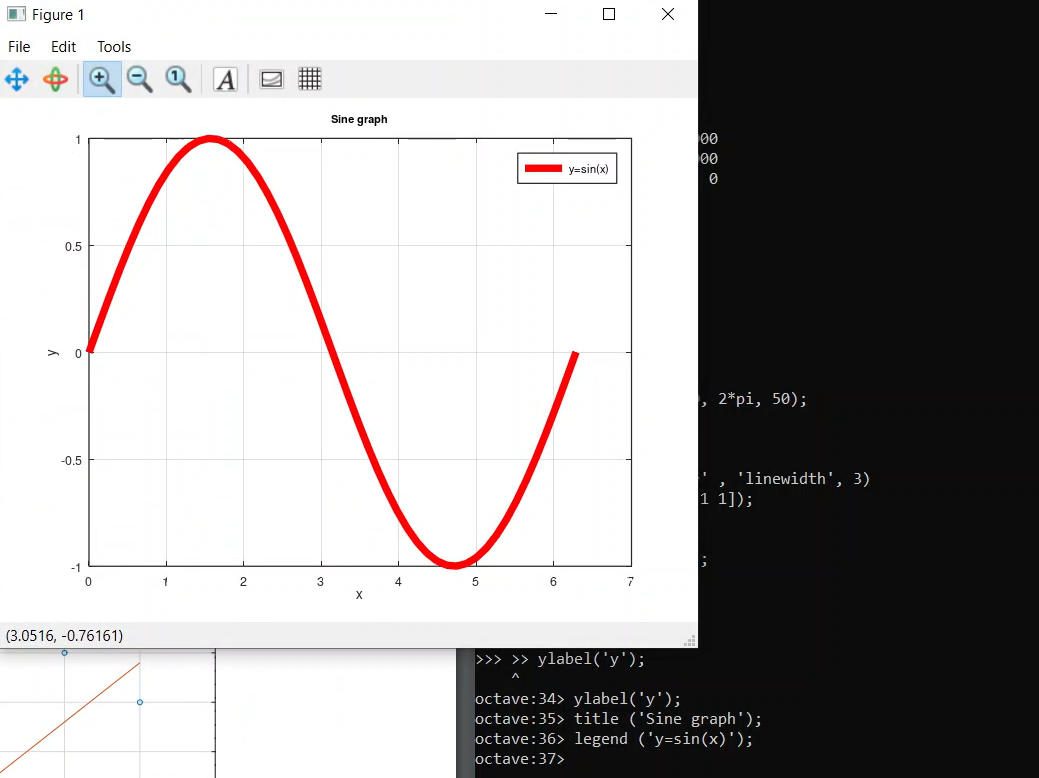 Figure 1
File Edit Tools
1
A
Sine graph
y=sin(x)
1
0.5
0
-0.5
-1
y
0 1 2 3 4 5 6 7
x
(3.0516, -0.76161)
00
00
0
, 2*pi, 50);
' , 'linewidth', 3)
1 1]);
;
>>> >> ylabel('y');
^
octave:34> ylabel('y');
octave:35> title ('Sine graph');
octave:36> legend ('y=sin(x)');
octave:37>